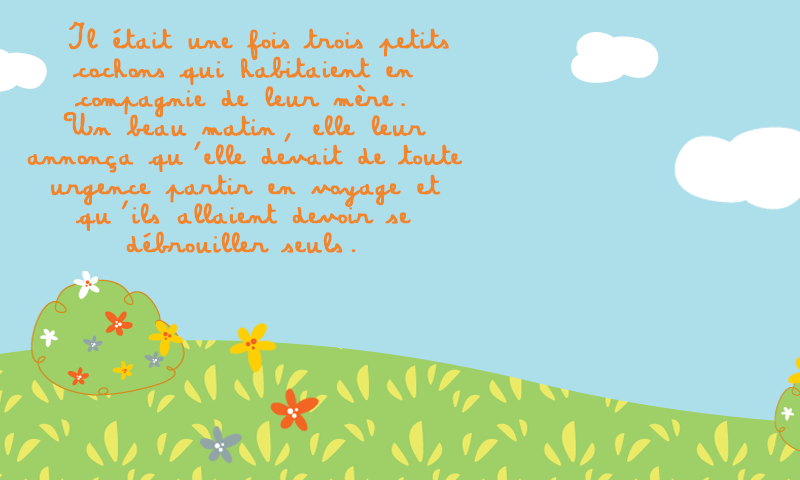 Il était une fois trois petits
cochons qui habitaient en
compagnie de leur mère.
Un beau matin, elle leur
annonça qu'elle devait de toute
urgence partir en voyage et
qu'ils allaient devoir se
débrouiller seuls.